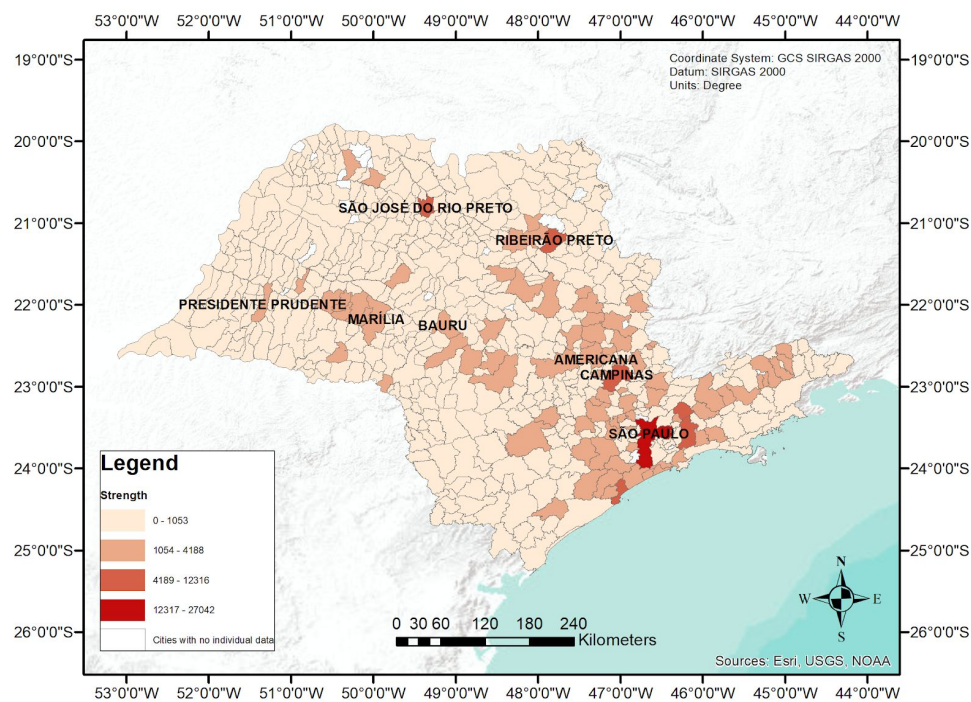 53°0'0"W 52°0'0"W 51°0'0"W 50°0'0"W 49°0'0"W 48°0'0"W 47°0'0"W 46°0'0"W 45°0'0"W 44°0'0"W
Coordinate System: GCS SIRGAS 2000
Datum: SIRGAS 2000
Units: Degree
19°0'0"S 19°0'0"S
20°0'0"S 20°0'0"S
21°0'0"S 21°0'0"S
22°0'0"S 22°0'0"S
23°0'0"S 23°0'0"S
24°0'0"S 24°0'0"S
25°0'0"S 25°0'0"S
26°0'0"S 26°0'0"S
SÃO JOSÉ DO RIO PRETO
RIBEIRÃO PRETO
PRESIDENTE PRUDENTE
MARÍLIA
BAURU
AMERICANA
CAMPINAS
SÃO PAULO
Legend
Strength
0 - 1053
1054 - 4188
4189 - 12316
12317 - 27042
Cities with no individual data
0 30 60 120 180 240
Kilometers
N
W E
S
Sources: Esri, USGS, NOAA
53°0'0"W 52°0'0"W 51°0'0"W 50°0'0"W 49°0'0"W 48°0'0"W 47°0'0"W 46°0'0"W 45°0'0"W 44°0'0"W